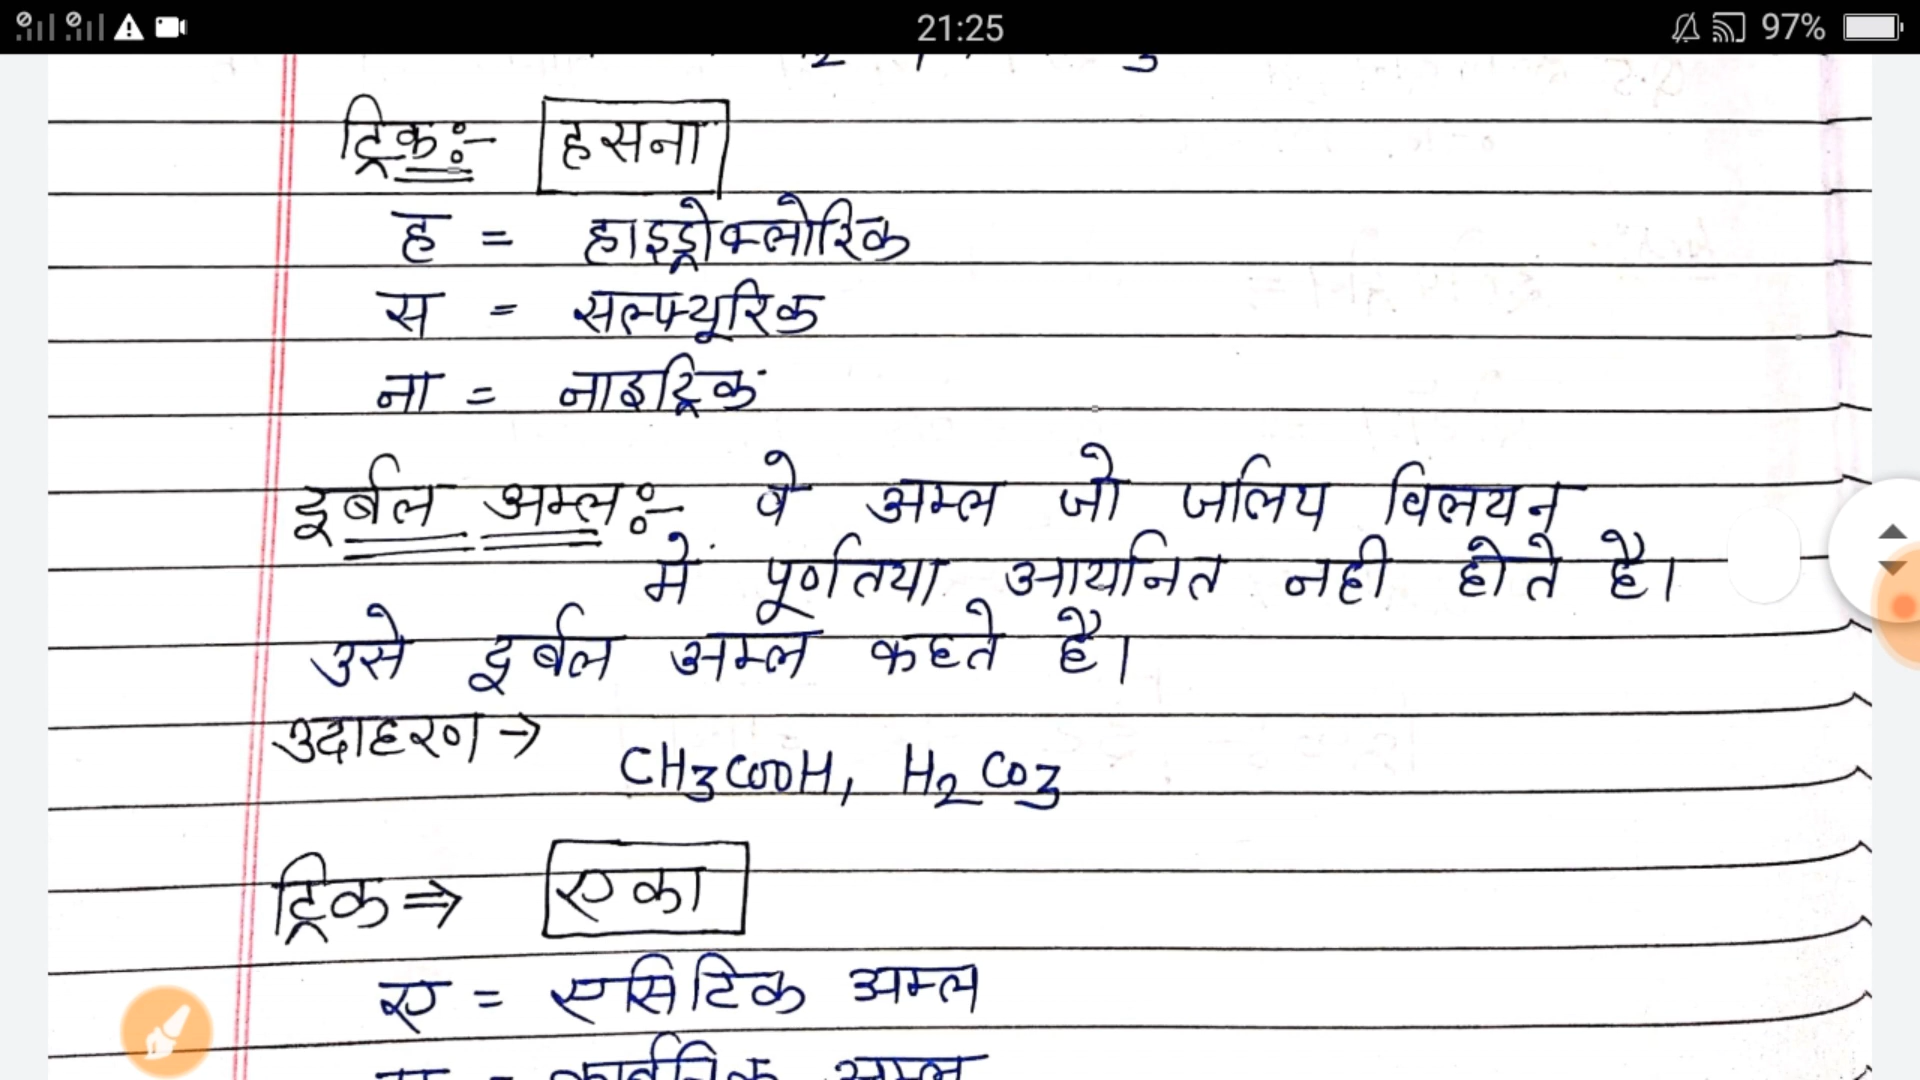 21:25
97%
ट्रिक:- हसना
ह = हाइड्रोक्लोरिक
स = सल्फ्यूरिक
ना = नाइट्रिक
दुर्बल अम्ल:- वे अम्ल जो जलिय विलयन
में पूर्णतिया आयनित नही होते है।
उसे दुर्बल अम्ल कहते है।
उदाहरण →
CH3COOH, H2CO3
ट्रिक ⇒ एका
ए = एसिटिक अम्ल